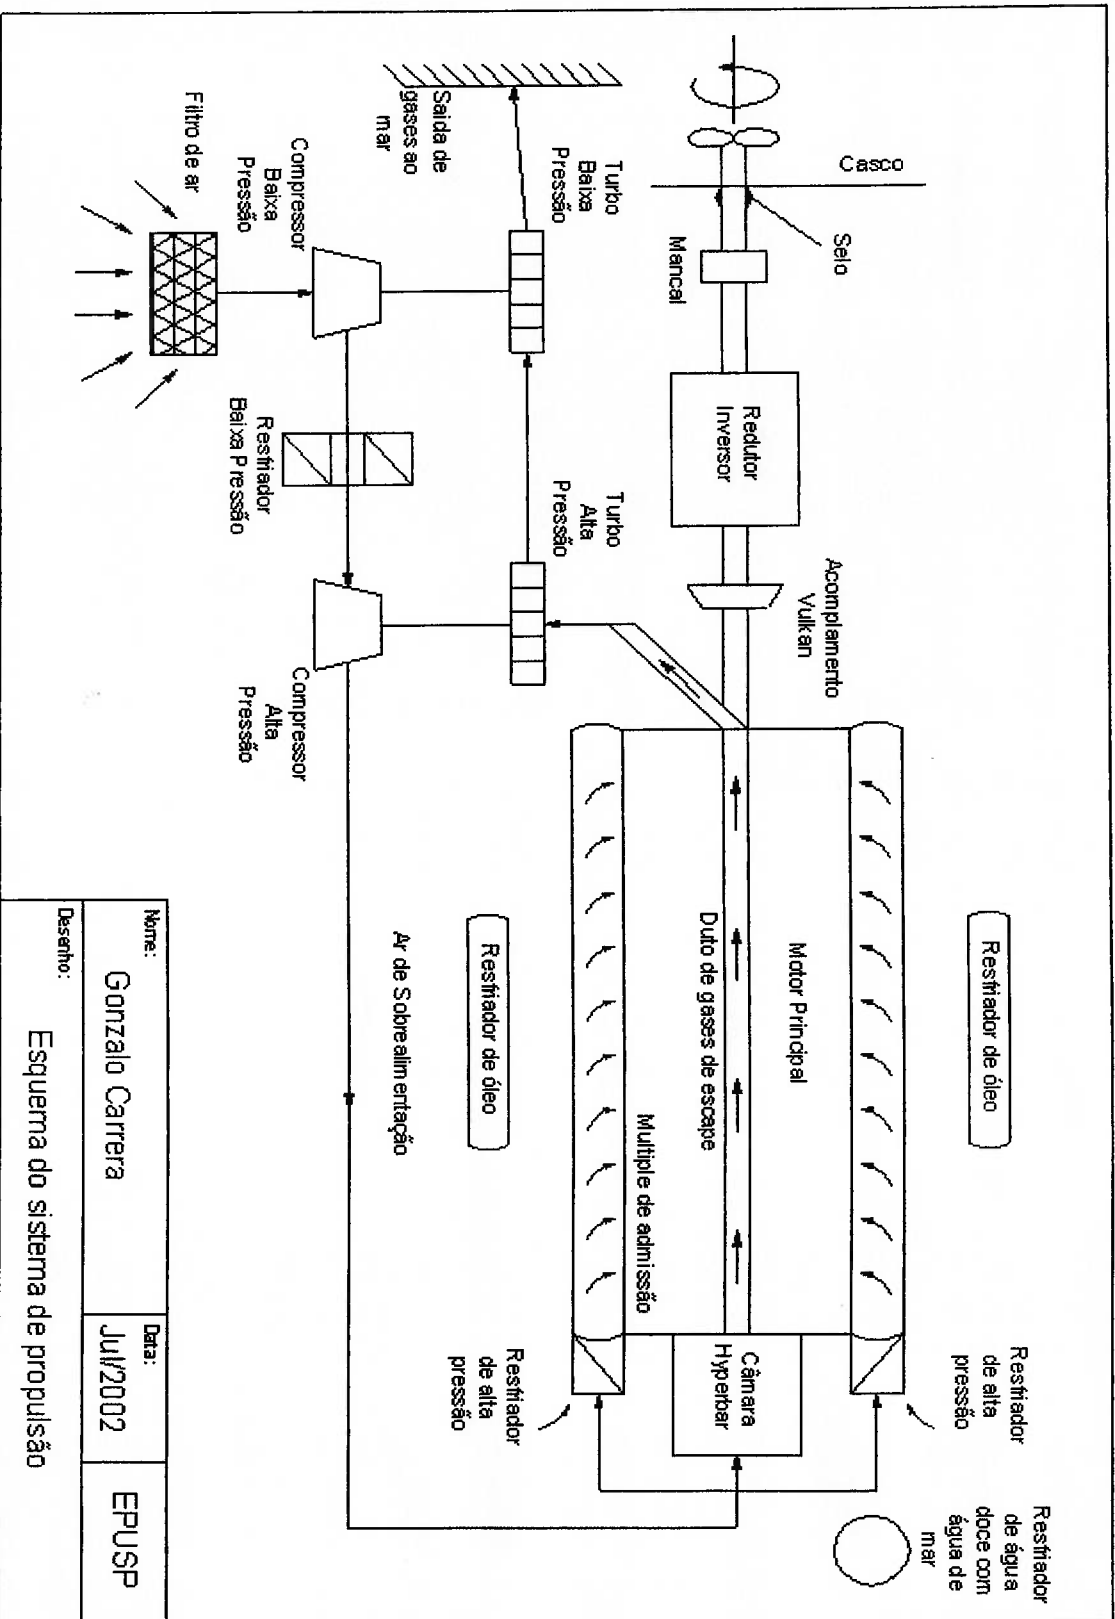 Casco
Selo
Mancal
Redutor
Inversor
Acomplamento
Vulkan
Saida de
gases ao
mar
Turbo
Baixa
Pressão
Turbo
Alta
Pressão
Filtro de ar
Compressor
Baixa
Pressão
Resfriador
Baixa Pressão
Compressor
Alta
Pressão
Resfriador de óleo
Motor Principal
Duto de gases de escape
Multiple de admissão
Resfriador de óleo
Ar de Sobrealimentação
Câmara
Hyperbar
Resfriador
de alta
pressão
Resfriador
de alta
pressão
Resfriador
de água
doce com
água de
mar
Nome:
Gonzalo Carrera
Data:
Jul/2002
EPUSP
Desenho:
Esquema do sistema de propulsão